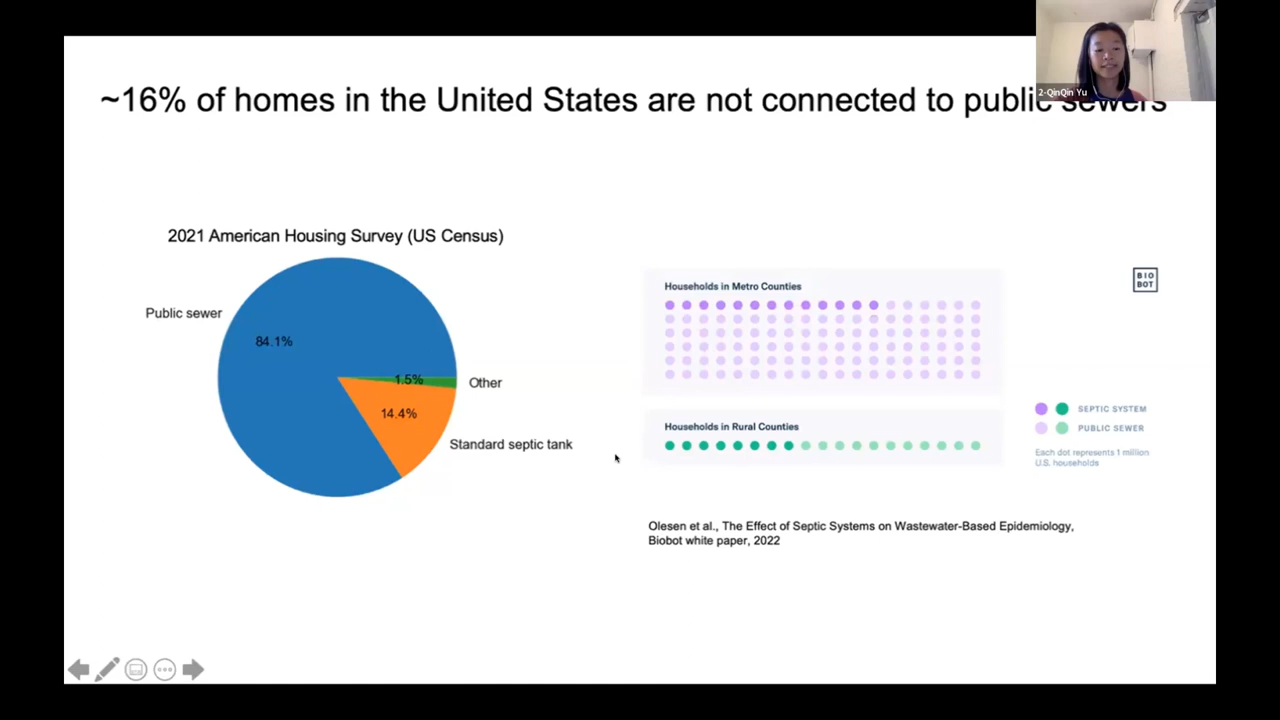 2-QinQin Yu
~16% of homes in the United States are not connected to public sewers
2021 American Housing Survey (US Census)
Public sewer
84.1%
1.5%
Other
14.4%
Standard septic tank
Households in Metro Counties
Households in Rural Counties
BIO
BOT
SEPTIC SYSTEM
PUBLIC SEWER
Each dot represents 1 million
U.S. households
Olesen et al., The Effect of Septic Systems on Wastewater-Based Epidemiology,
Biobot white paper, 2022